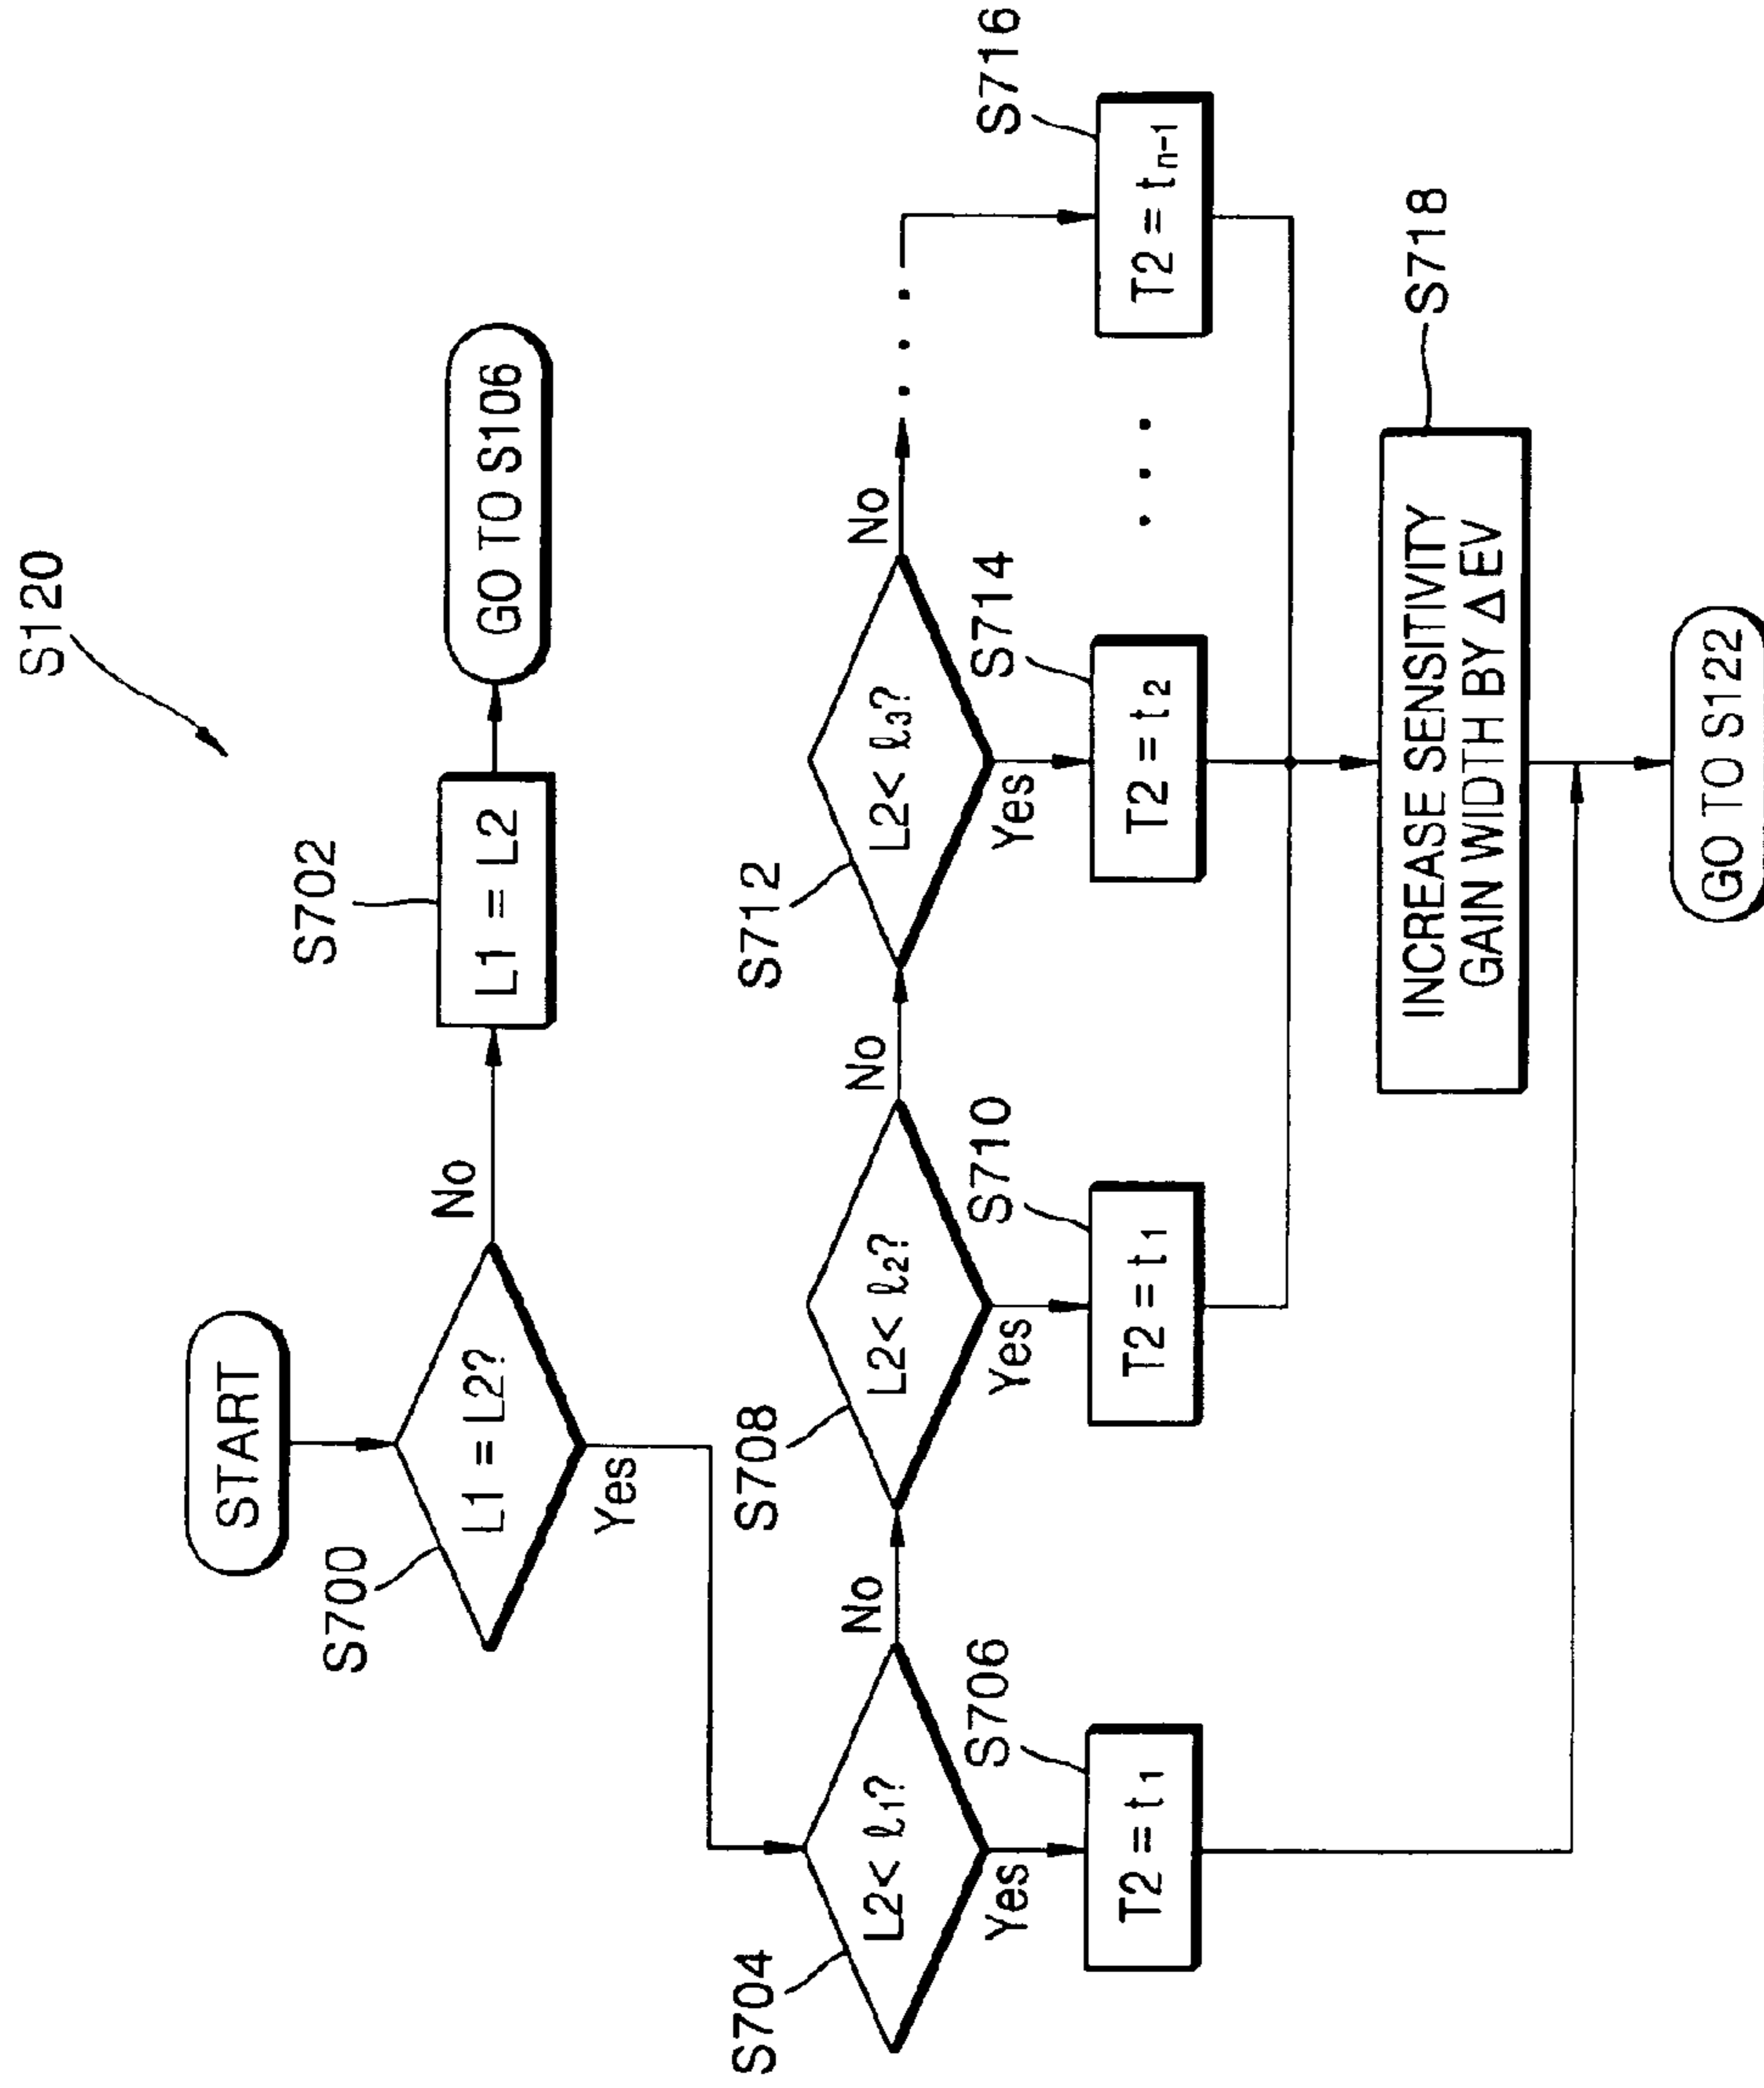 S120
START
S700
L1 = L2?
No
S702
L1 = L2
GO TO S106
Yes
S704
L2< ℓ1?
No
S708
L2< ℓ2?
No
S712
L2< ℓ3?
No
. . .
Yes
S706
T2 = t1
Yes
S710
T2 = t1
Yes
S714
T2 = t2
. . .
S716
T2 = tn-1
S718
INCREASE SENSITIVITY
GAIN WIDTH BY Δ EV
GO TO S122